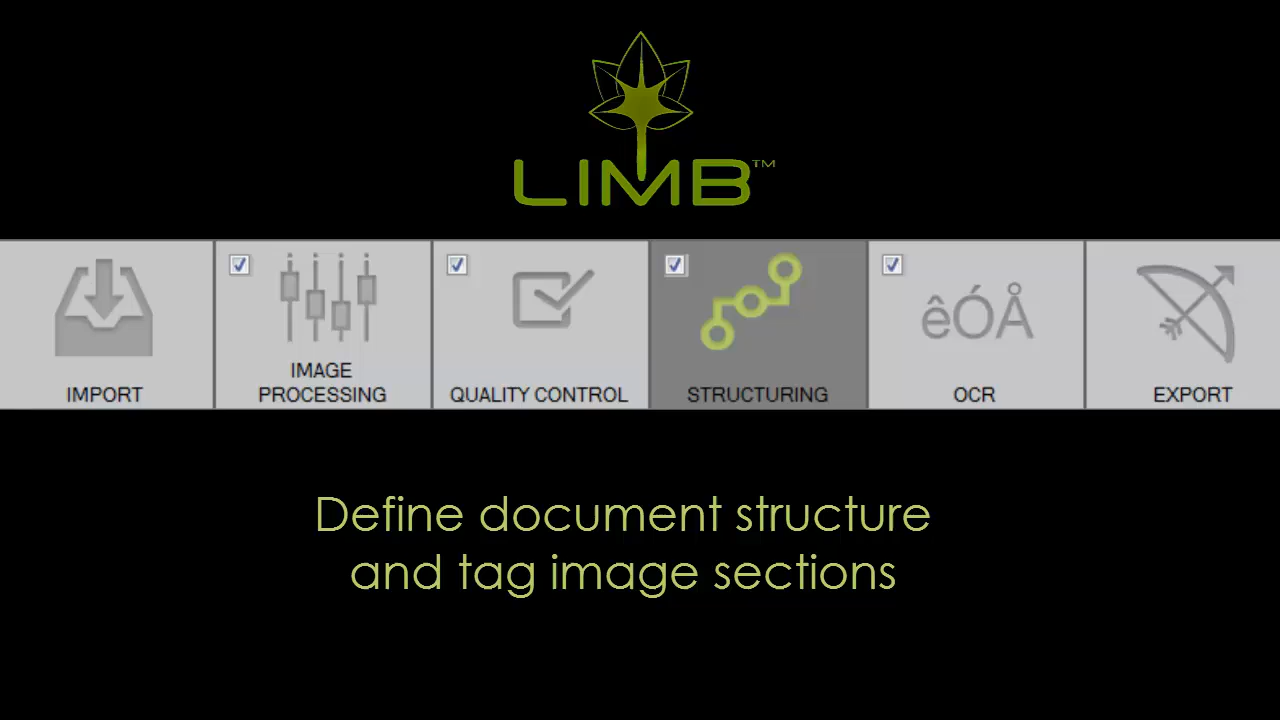 LIMB™
IMPORT
IMAGE
PROCESSING
QUALITY CONTROL
STRUCTURING
êÓÅ
OCR
EXPORT
Define document structure
and tag image sections